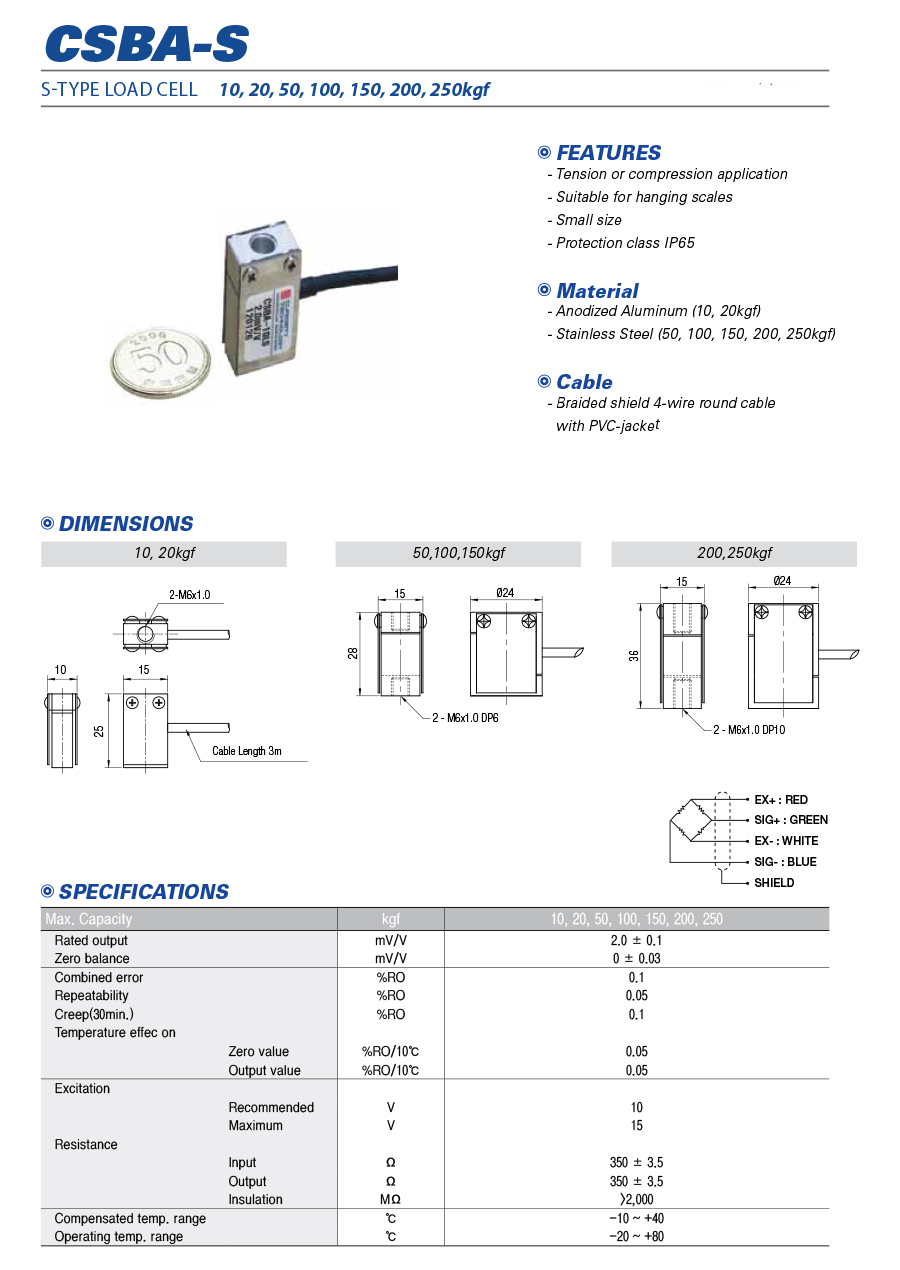 CSBA-S
S-TYPE LOAD CELL 10, 20, 50, 100, 150, 200, 250kgf
FEATURES
- Tension or compression application
- Suitable for hanging scales
- Small size
- Protection class IP65
Material
- Anodized Aluminum (10, 20kgf)
- Stainless Steel (50, 100, 150, 200, 250kgf)
Cable
- Braided shield 4-wire round cable
with PVC-jacket
2000
50
CSBA-10LS
2.0mV/V
DIMENSIONS
10, 20kgf
2-M6x1.0
10
15
25
Cable Length 3m
50,100,150kgf
15
Ø24
28
2 - M6x1.0 DP6
200,250kgf
15
Ø24
36
2 - M6x1.0 DP10
EX+ : RED
SIG+ : GREEN
EX- : WHITE
SIG- : BLUE
SHIELD
SPECIFICATIONS
Max. Capacity kgf 10, 20, 50, 100, 150, 200, 250
Rated output mV/V 2.0 ± 0.1
Zero balance mV/V 0 ± 0.03
Combined error %RO 0.1
Repeatability %RO 0.05
Creep(30min.) %RO 0.1
Temperature effec on
Zero value %RO/10℃ 0.05
Output value %RO/10℃ 0.05
Excitation
Recommended V 10
Maximum V 15
Resistance
Input Ω 350 ± 3.5
Output Ω 350 ± 3.5
Insulation MΩ >2,000
Compensated temp. range ℃ -10 ~ +40
Operating temp. range ℃ -20 ~ +80